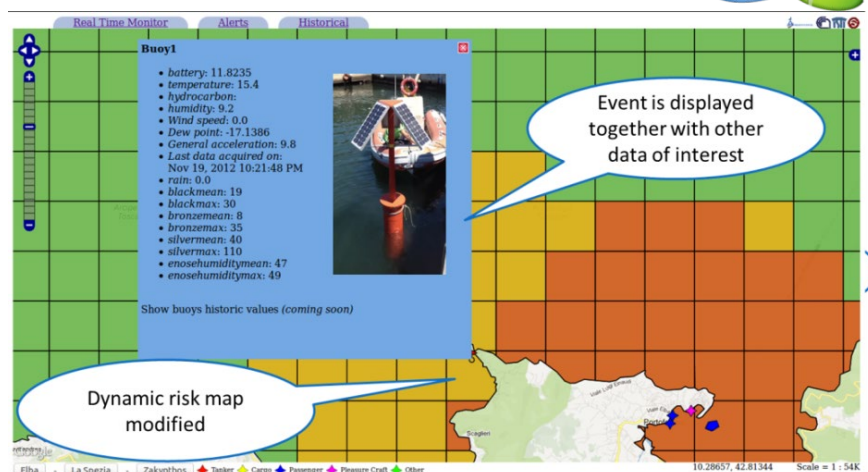 Real Time Monitor
Alerts
Historical
Buoy1
• battery: 11.8235
• temperature: 15.4
• hydrocarbon:
• humidity: 9.2
• Wind speed: 0.0
• Dew point: -17.1386
• General acceleration: 9.8
• Last data acquired on:
Nov 19, 2012 10:21:48 PM
• rain: 0.0
• blackmean: 19
• blackmax: 30
• bronzemean: 8
• bronzemax: 35
• silvermean: 40
• silvermax: 110
• enosehumiditymean: 47
• enosehumiditymax: 49
Show buoys historic values (coming soon)
Event is displayed
together with other
data of interest
Dynamic risk map
modified
Scaglieri
Google
Elba - La Spezia - Zakynthos Tanker Cargo Passenger Pleasure Craft Other
10.28657, 42.81344 Scale = 1 : 54K